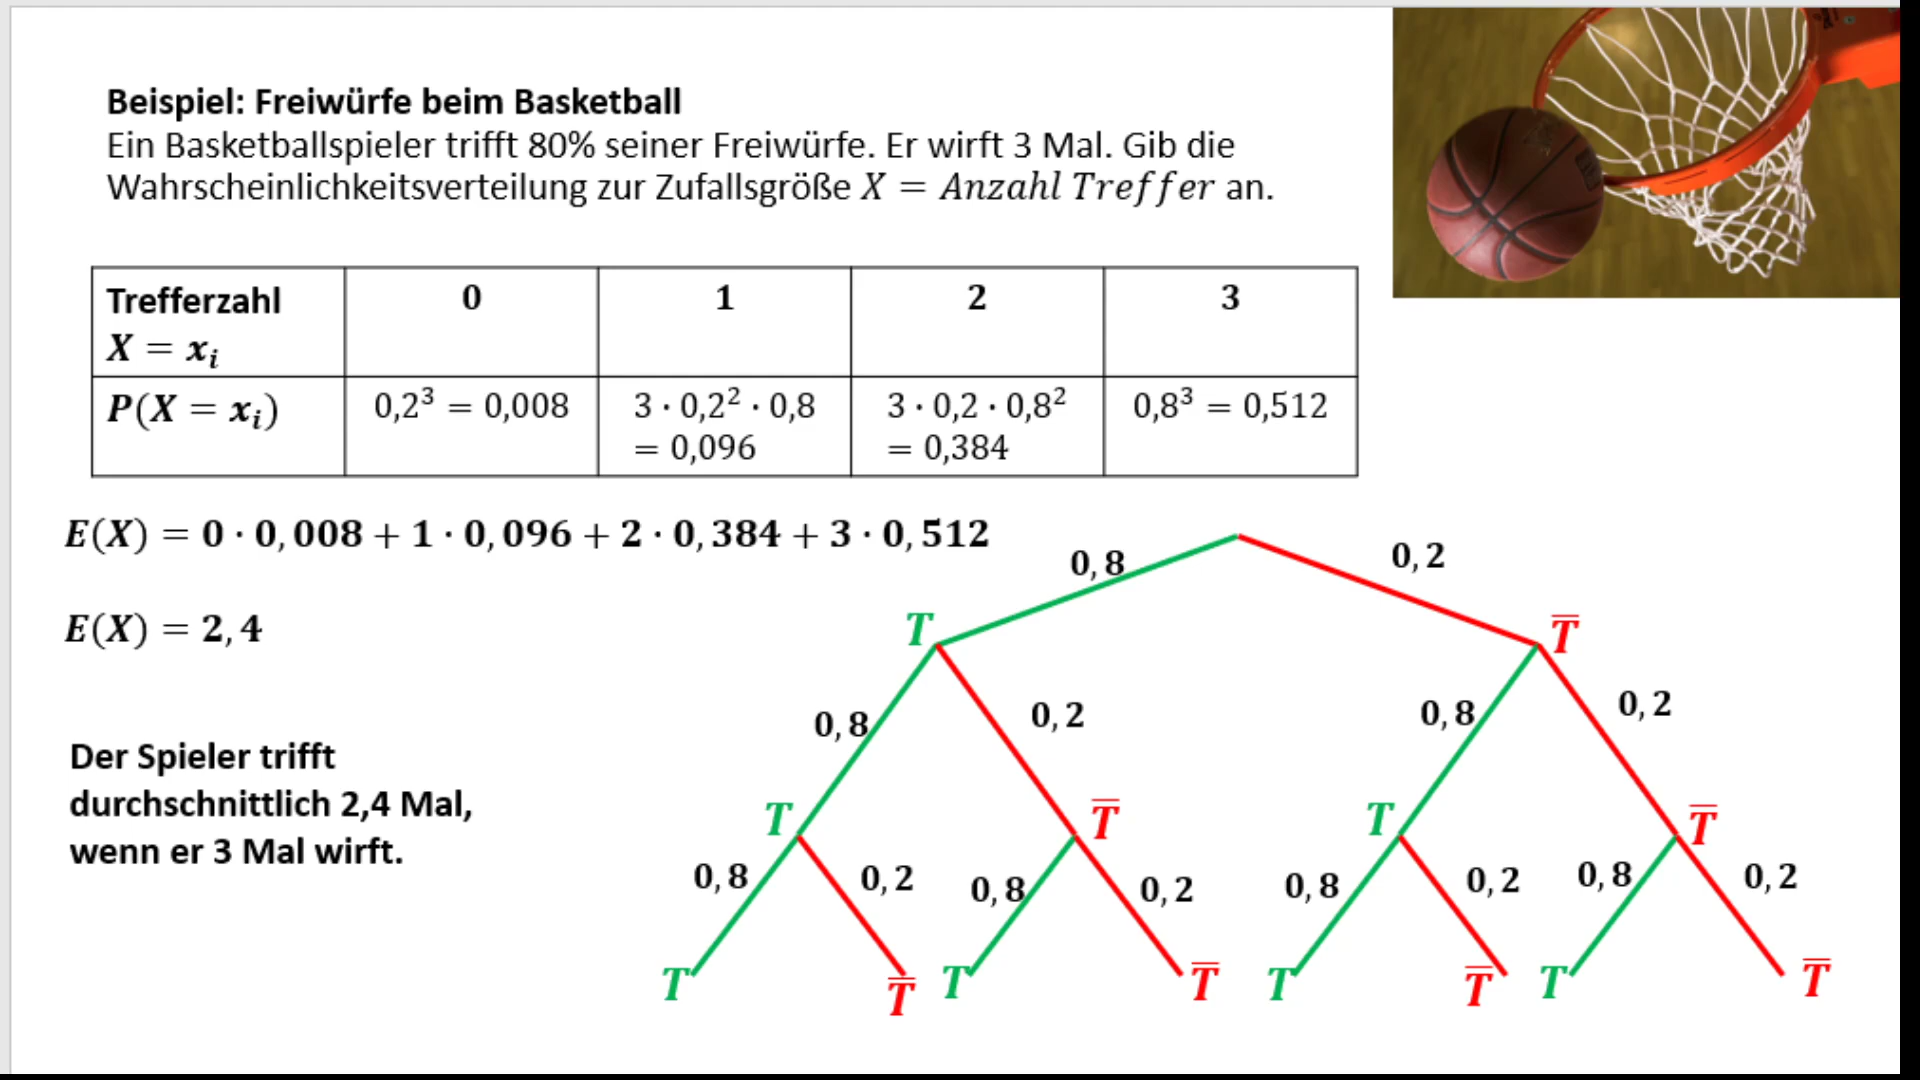 Beispiel: Freiwürfe beim Basketball
Ein Basketballspieler trifft 80% seiner Freiwürfe. Er wirft 3 Mal. Gib die
Wahrscheinlichkeitsverteilung zur Zufallsgröße X = Anzahl Treffer an.
Trefferzahl X = xᵢ 0 1 2 3
P(X = xᵢ) 0,2³ = 0,008 3 · 0,2² · 0,8 = 0,096 3 · 0,2 · 0,8² = 0,384 0,8³ = 0,512
E(X) = 0 · 0,008 + 1 · 0,096 + 2 · 0,384 + 3 · 0,512
E(X) = 2,4
Der Spieler trifft
durchschnittlich 2,4 Mal,
wenn er 3 Mal wirft.
0,8 0,2
T T̅
0,8 0,2 0,8 0,2
T T̅ T T̅
0,8 0,2 0,8 0,2 0,8 0,2 0,8 0,2
T T̅ T T̅ T T̅ T T̅